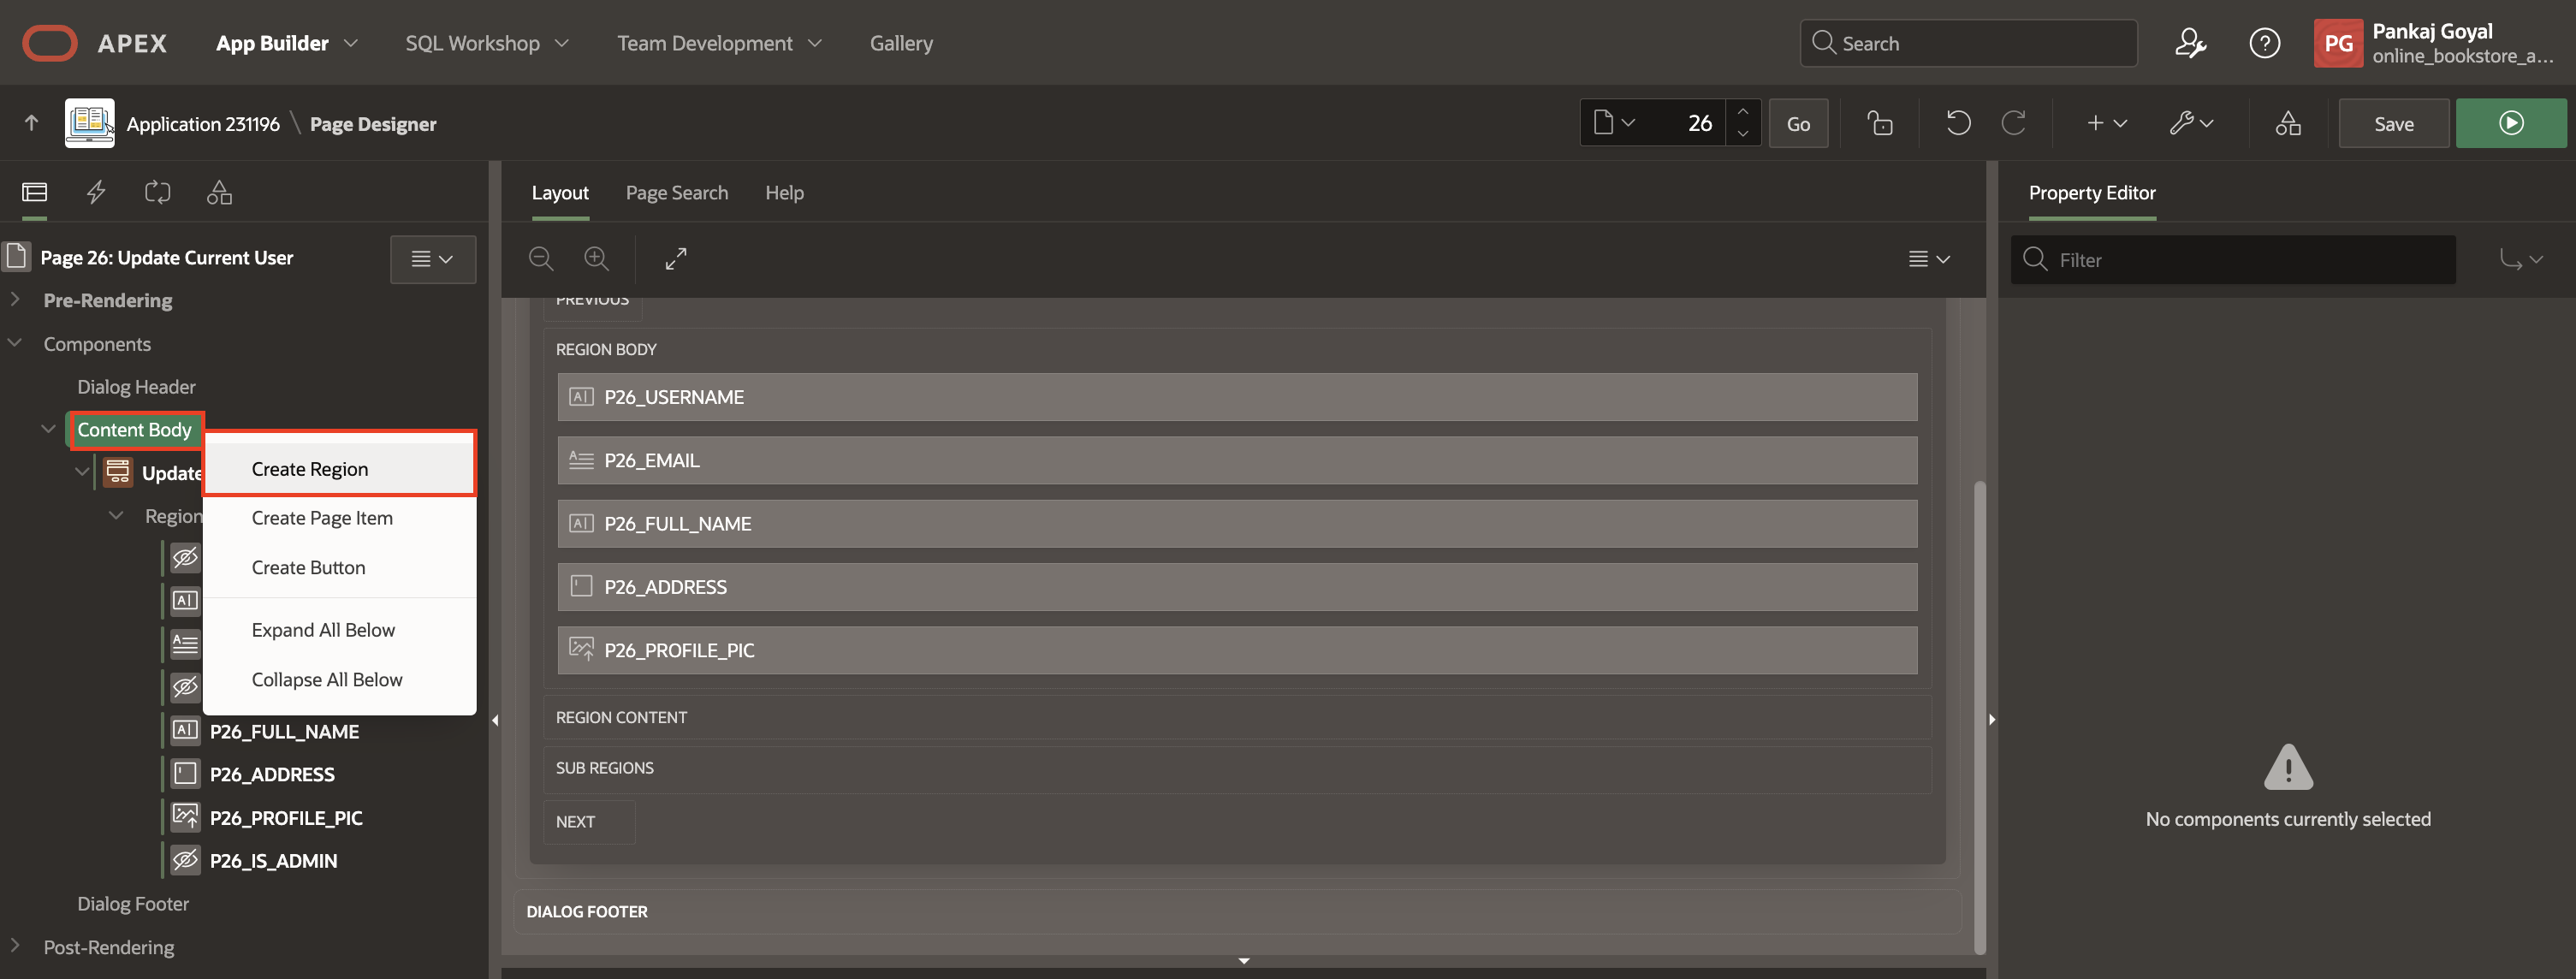 APEX App Builder SQL Workshop Team Development Gallery Search PG Pankaj Goyal
online_bookstore_a...
Application 231196 \ Page Designer 26 Go Save
Layout Page Search Help Property Editor
Page 26: Update Current User
Filter
Pre-Rendering
Components
Dialog Header
Content Body
Update
Region
P26_FULL_NAME
P26_ADDRESS
P26_PROFILE_PIC
P26_IS_ADMIN
Dialog Footer
Post-Rendering
Create Region
Create Page Item
Create Button
Expand All Below
Collapse All Below
PREVIOUS
REGION BODY
P26_USERNAME
P26_EMAIL
P26_FULL_NAME
P26_ADDRESS
P26_PROFILE_PIC
REGION CONTENT
SUB REGIONS
NEXT
DIALOG FOOTER
No components currently selected